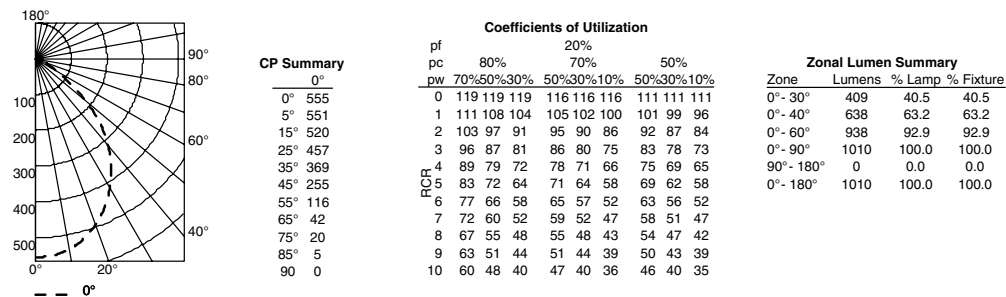 180°
90°
80°
100
200
60°
300
400
40°
500
0° 20°
0°
CP Summary
0°
0° 555
5° 551
15° 520
25° 457
35° 369
45° 255
55° 116
65° 42
75° 20
85° 5
90 0
Coefficients of Utilization
pf 20%
pc 80% 70% 50%
pw 70%50%30% 50%30%10% 50%30%10%
RCR
0 119 119 119 116 116 116 111 111 111
1 111 108 104 105 102 100 101 99 96
2 103 97 91 95 90 86 92 87 84
3 96 87 81 86 80 75 83 78 73
4 89 79 72 78 71 66 75 69 65
5 83 72 64 71 64 58 69 62 58
6 77 66 58 65 57 52 63 56 52
7 72 60 52 59 52 47 58 51 47
8 67 55 48 55 48 43 54 47 42
9 63 51 44 51 44 39 50 43 39
10 60 48 40 47 40 36 46 40 35
Zonal Lumen Summary
Zone Lumens % Lamp % Fixture
0°- 30° 409 40.5 40.5
0°- 40° 638 63.2 63.2
0°- 60° 938 92.9 92.9
0°- 90° 1010 100.0 100.0
90°- 180° 0 0.0 0.0
0°- 180° 1010 100.0 100.0